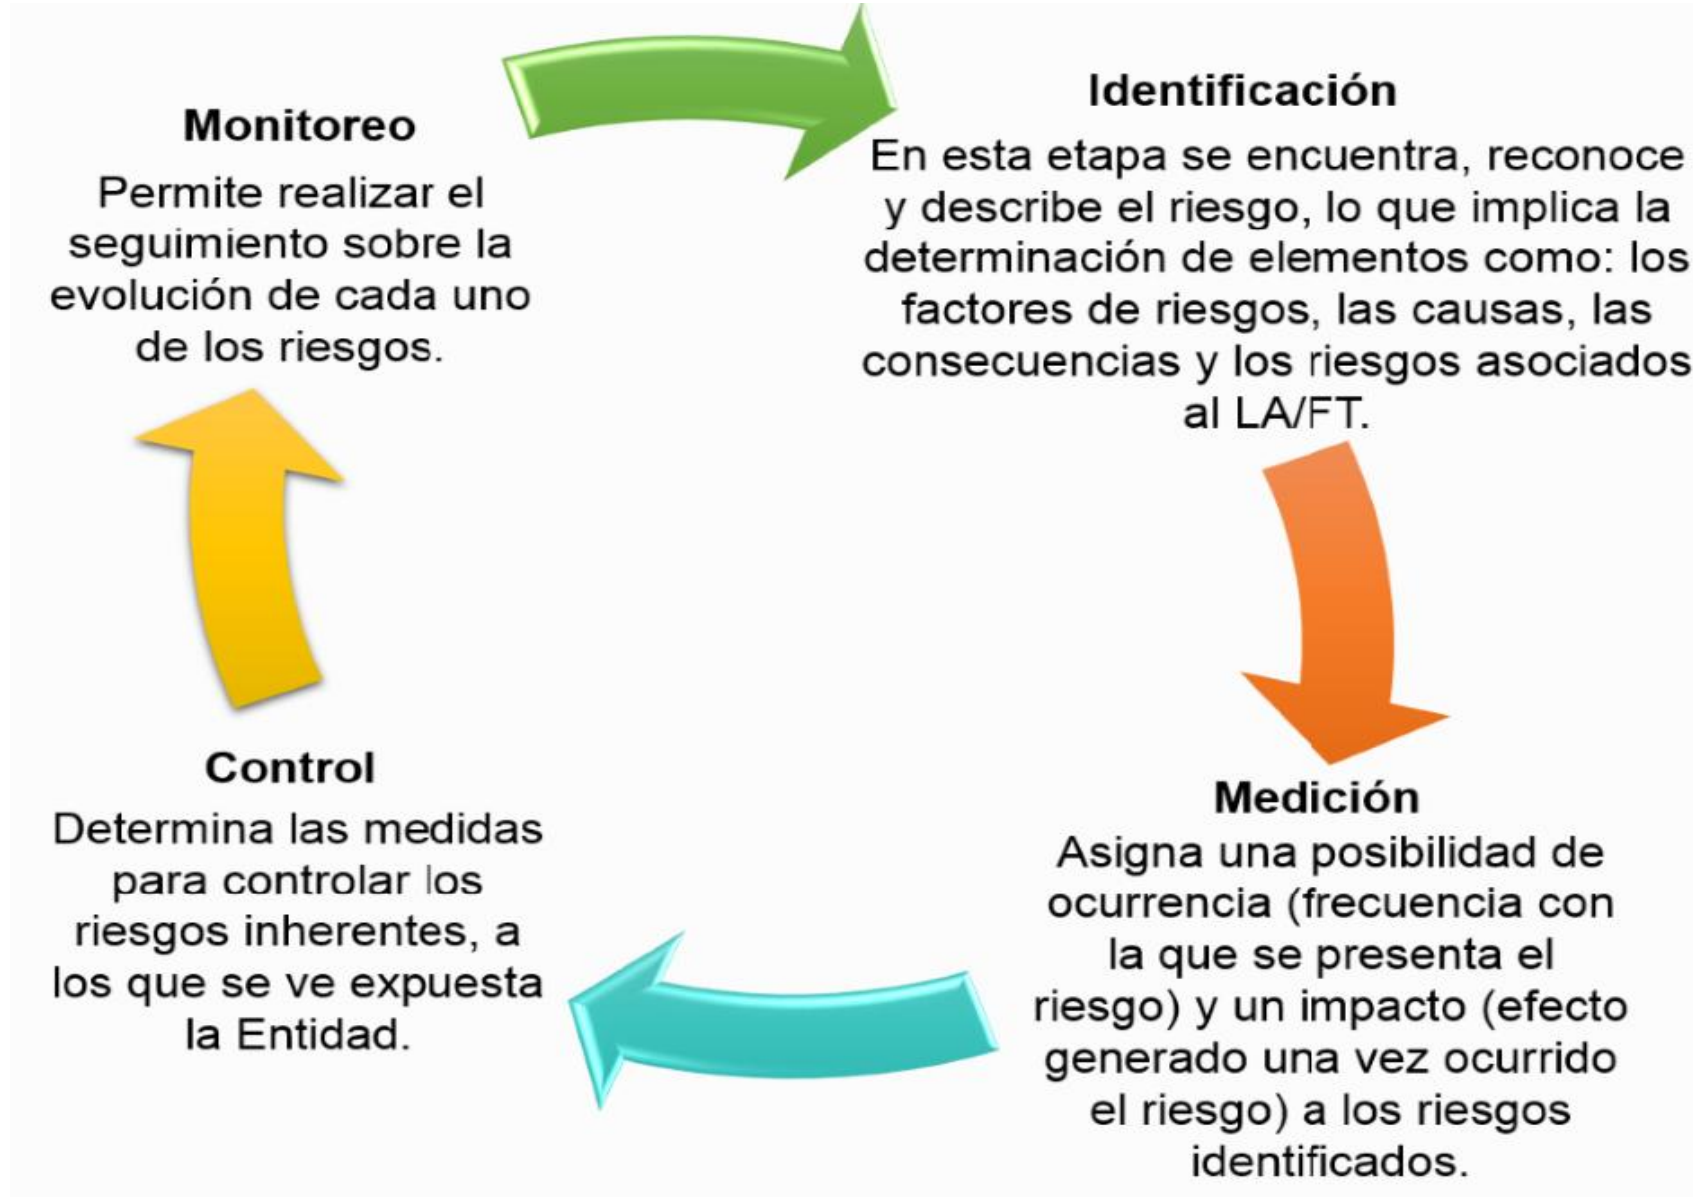 Monitoreo
Permite realizar el
seguimiento sobre la
evolución de cada uno
de los riesgos.
Identificación
En esta etapa se encuentra, reconoce
y describe el riesgo, lo que implica la
determinación de elementos como: los
factores de riesgos, las causas, las
consecuencias y los riesgos asociados
al LA/FT.
Medición
Asigna una posibilidad de
ocurrencia (frecuencia con
la que se presenta el
riesgo) y un impacto (efecto
generado una vez ocurrido
el riesgo) a los riesgos
identificados.
Control
Determina las medidas
para controlar los
riesgos inherentes, a
los que se ve expuesta
la Entidad.